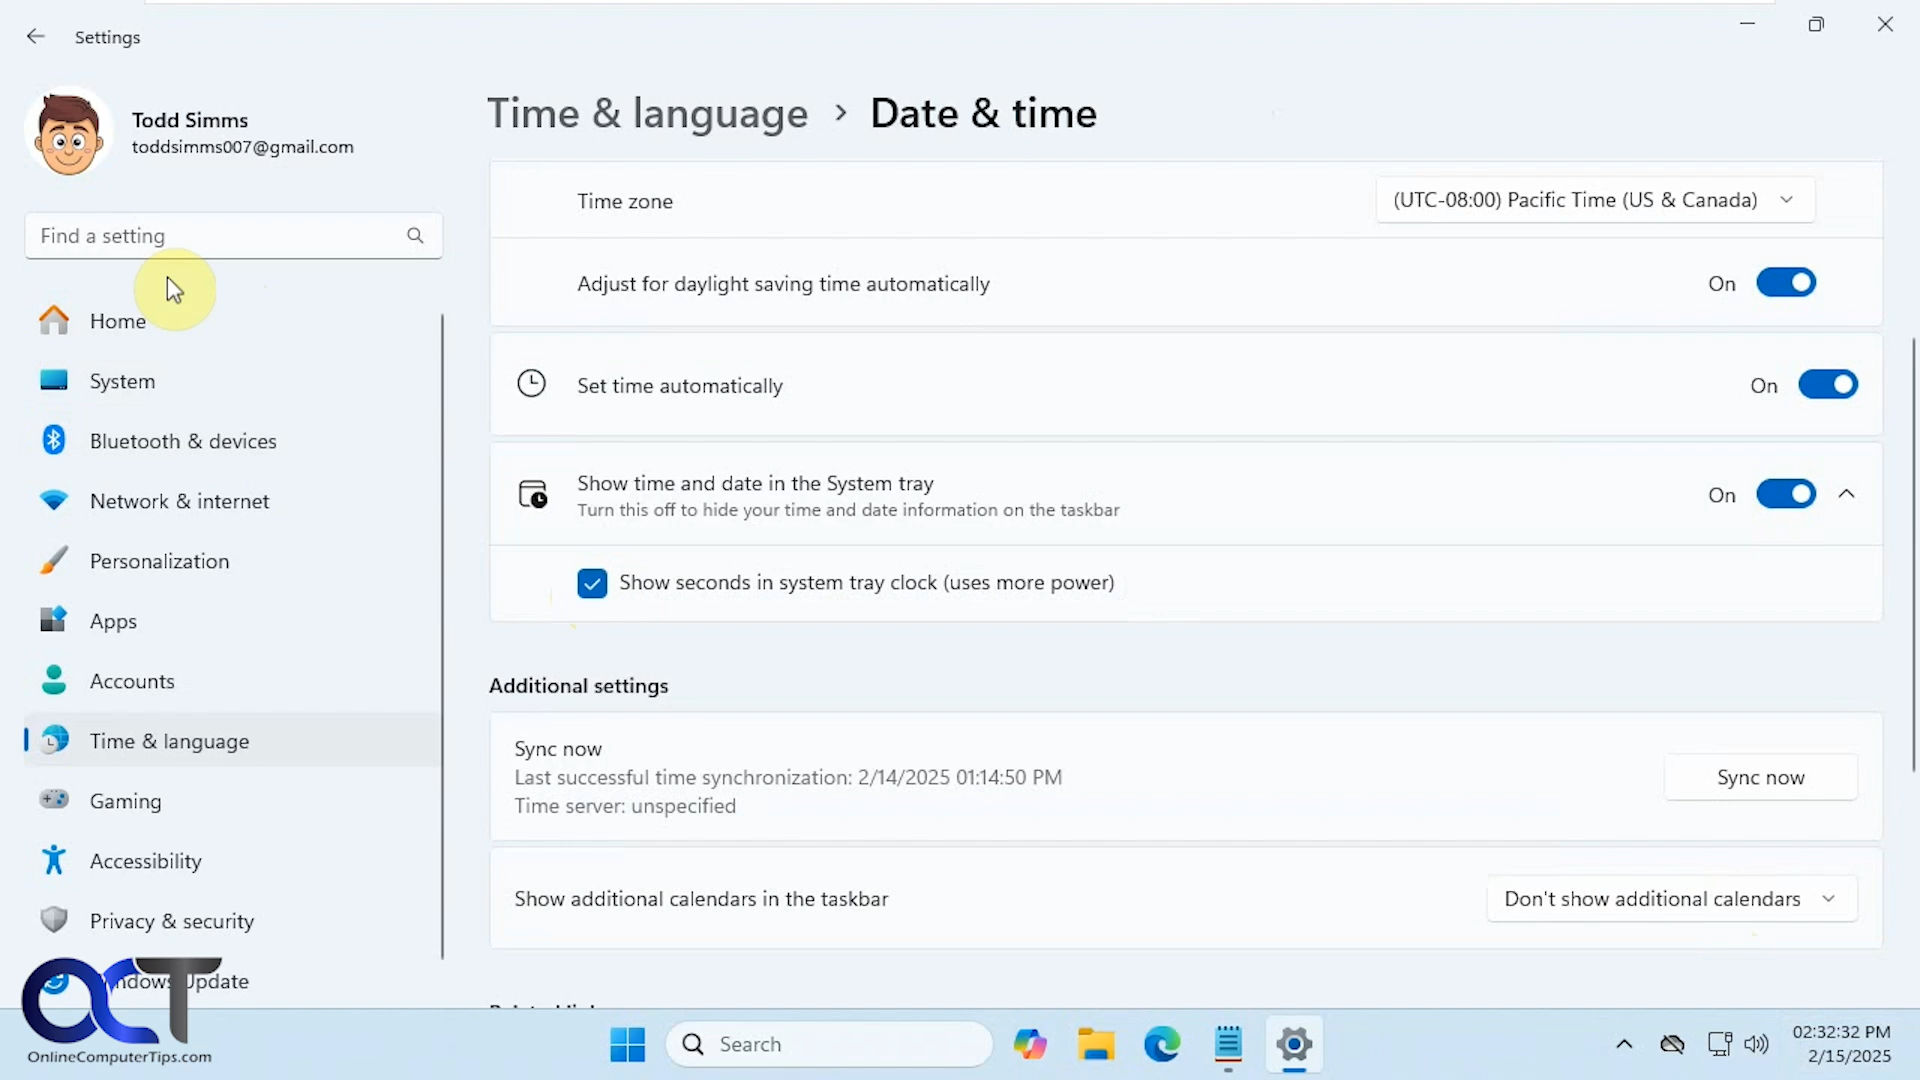 Settings
Todd Simms
toddsimms007@gmail.com
Find a setting
Home
System
Bluetooth & devices
Network & internet
Personalization
Apps
Accounts
Time & language
Gaming
Accessibility
Privacy & security
Update
Time & language > Date & time
Time zone
(UTC-08:00) Pacific Time (US & Canada)
Adjust for daylight saving time automatically
On
Set time automatically
On
Show time and date in the System tray
Turn this off to hide your time and date information on the taskbar
On
Show seconds in system tray clock (uses more power)
Additional settings
Sync now
Last successful time synchronization: 2/14/2025 01:14:50 PM
Time server: unspecified
Sync now
Show additional calendars in the taskbar
Don't show additional calendars
OCT
OnlineComputerTips.com
Search
02:32:32 PM
2/15/2025